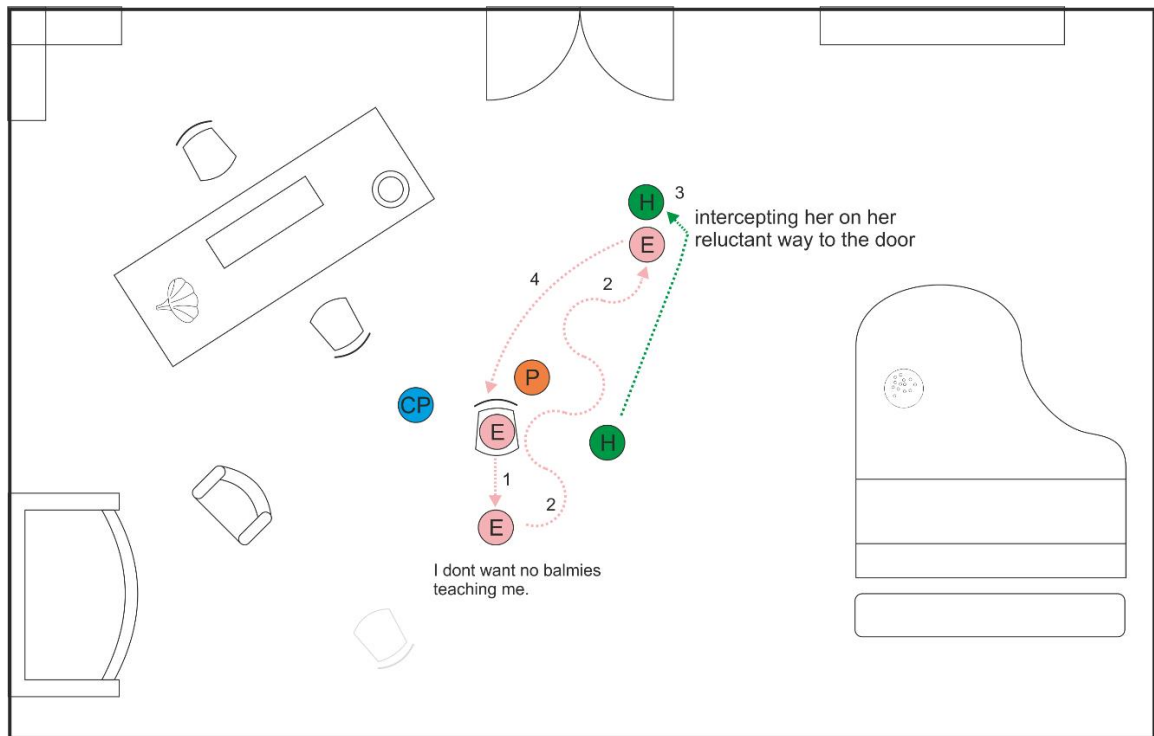 H
3
intercepting her on her
reluctant way to the door
E
4
2
P
CP
E
H
1
2
E
I dont want no balmies
teaching me.